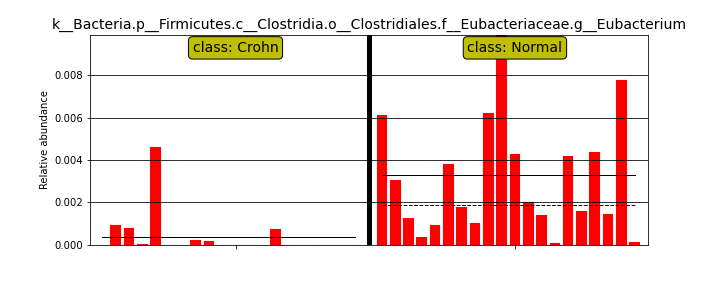 k__Bacteria.p__Firmicutes.c__Clostridia.o__Clostridiales.f__Eubacteriaceae.g__Eubacterium
class: Crohn
class: Normal
0.008
0.006
0.004
0.002
0.000
Relative abundance